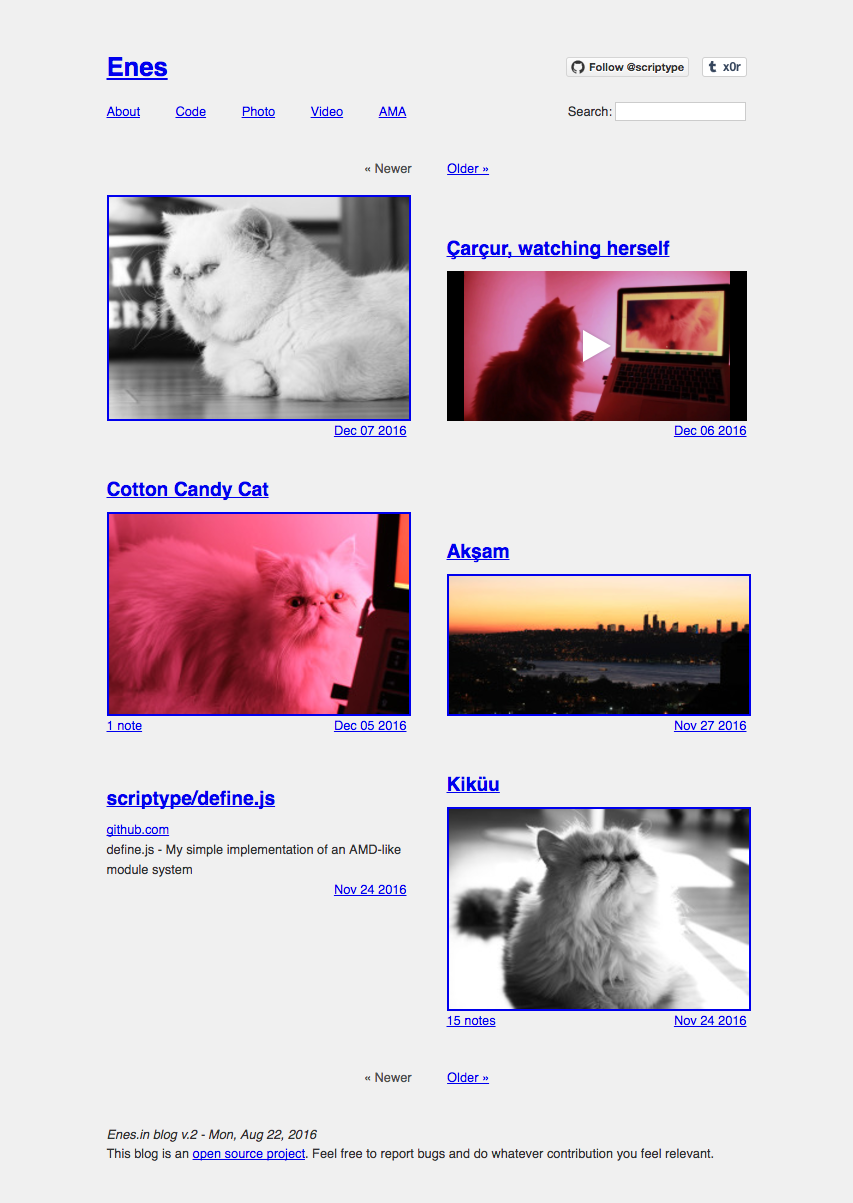 Enes
Follow @scriptype
x0r
About Code Photo Video AMA
Search:
« Newer Older »
KA
ERSI
Dec 07 2016
Çarçur, watching herself
Dec 06 2016
Cotton Candy Cat
1 note Dec 05 2016
Akşam
Nov 27 2016
scriptype/define.js
github.com
define.js - My simple implementation of an AMD-like
module system
Nov 24 2016
Kiküu
15 notes Nov 24 2016
« Newer Older »
Enes.in blog v.2 - Mon, Aug 22, 2016
This blog is an open source project. Feel free to report bugs and do whatever contribution you feel relevant.